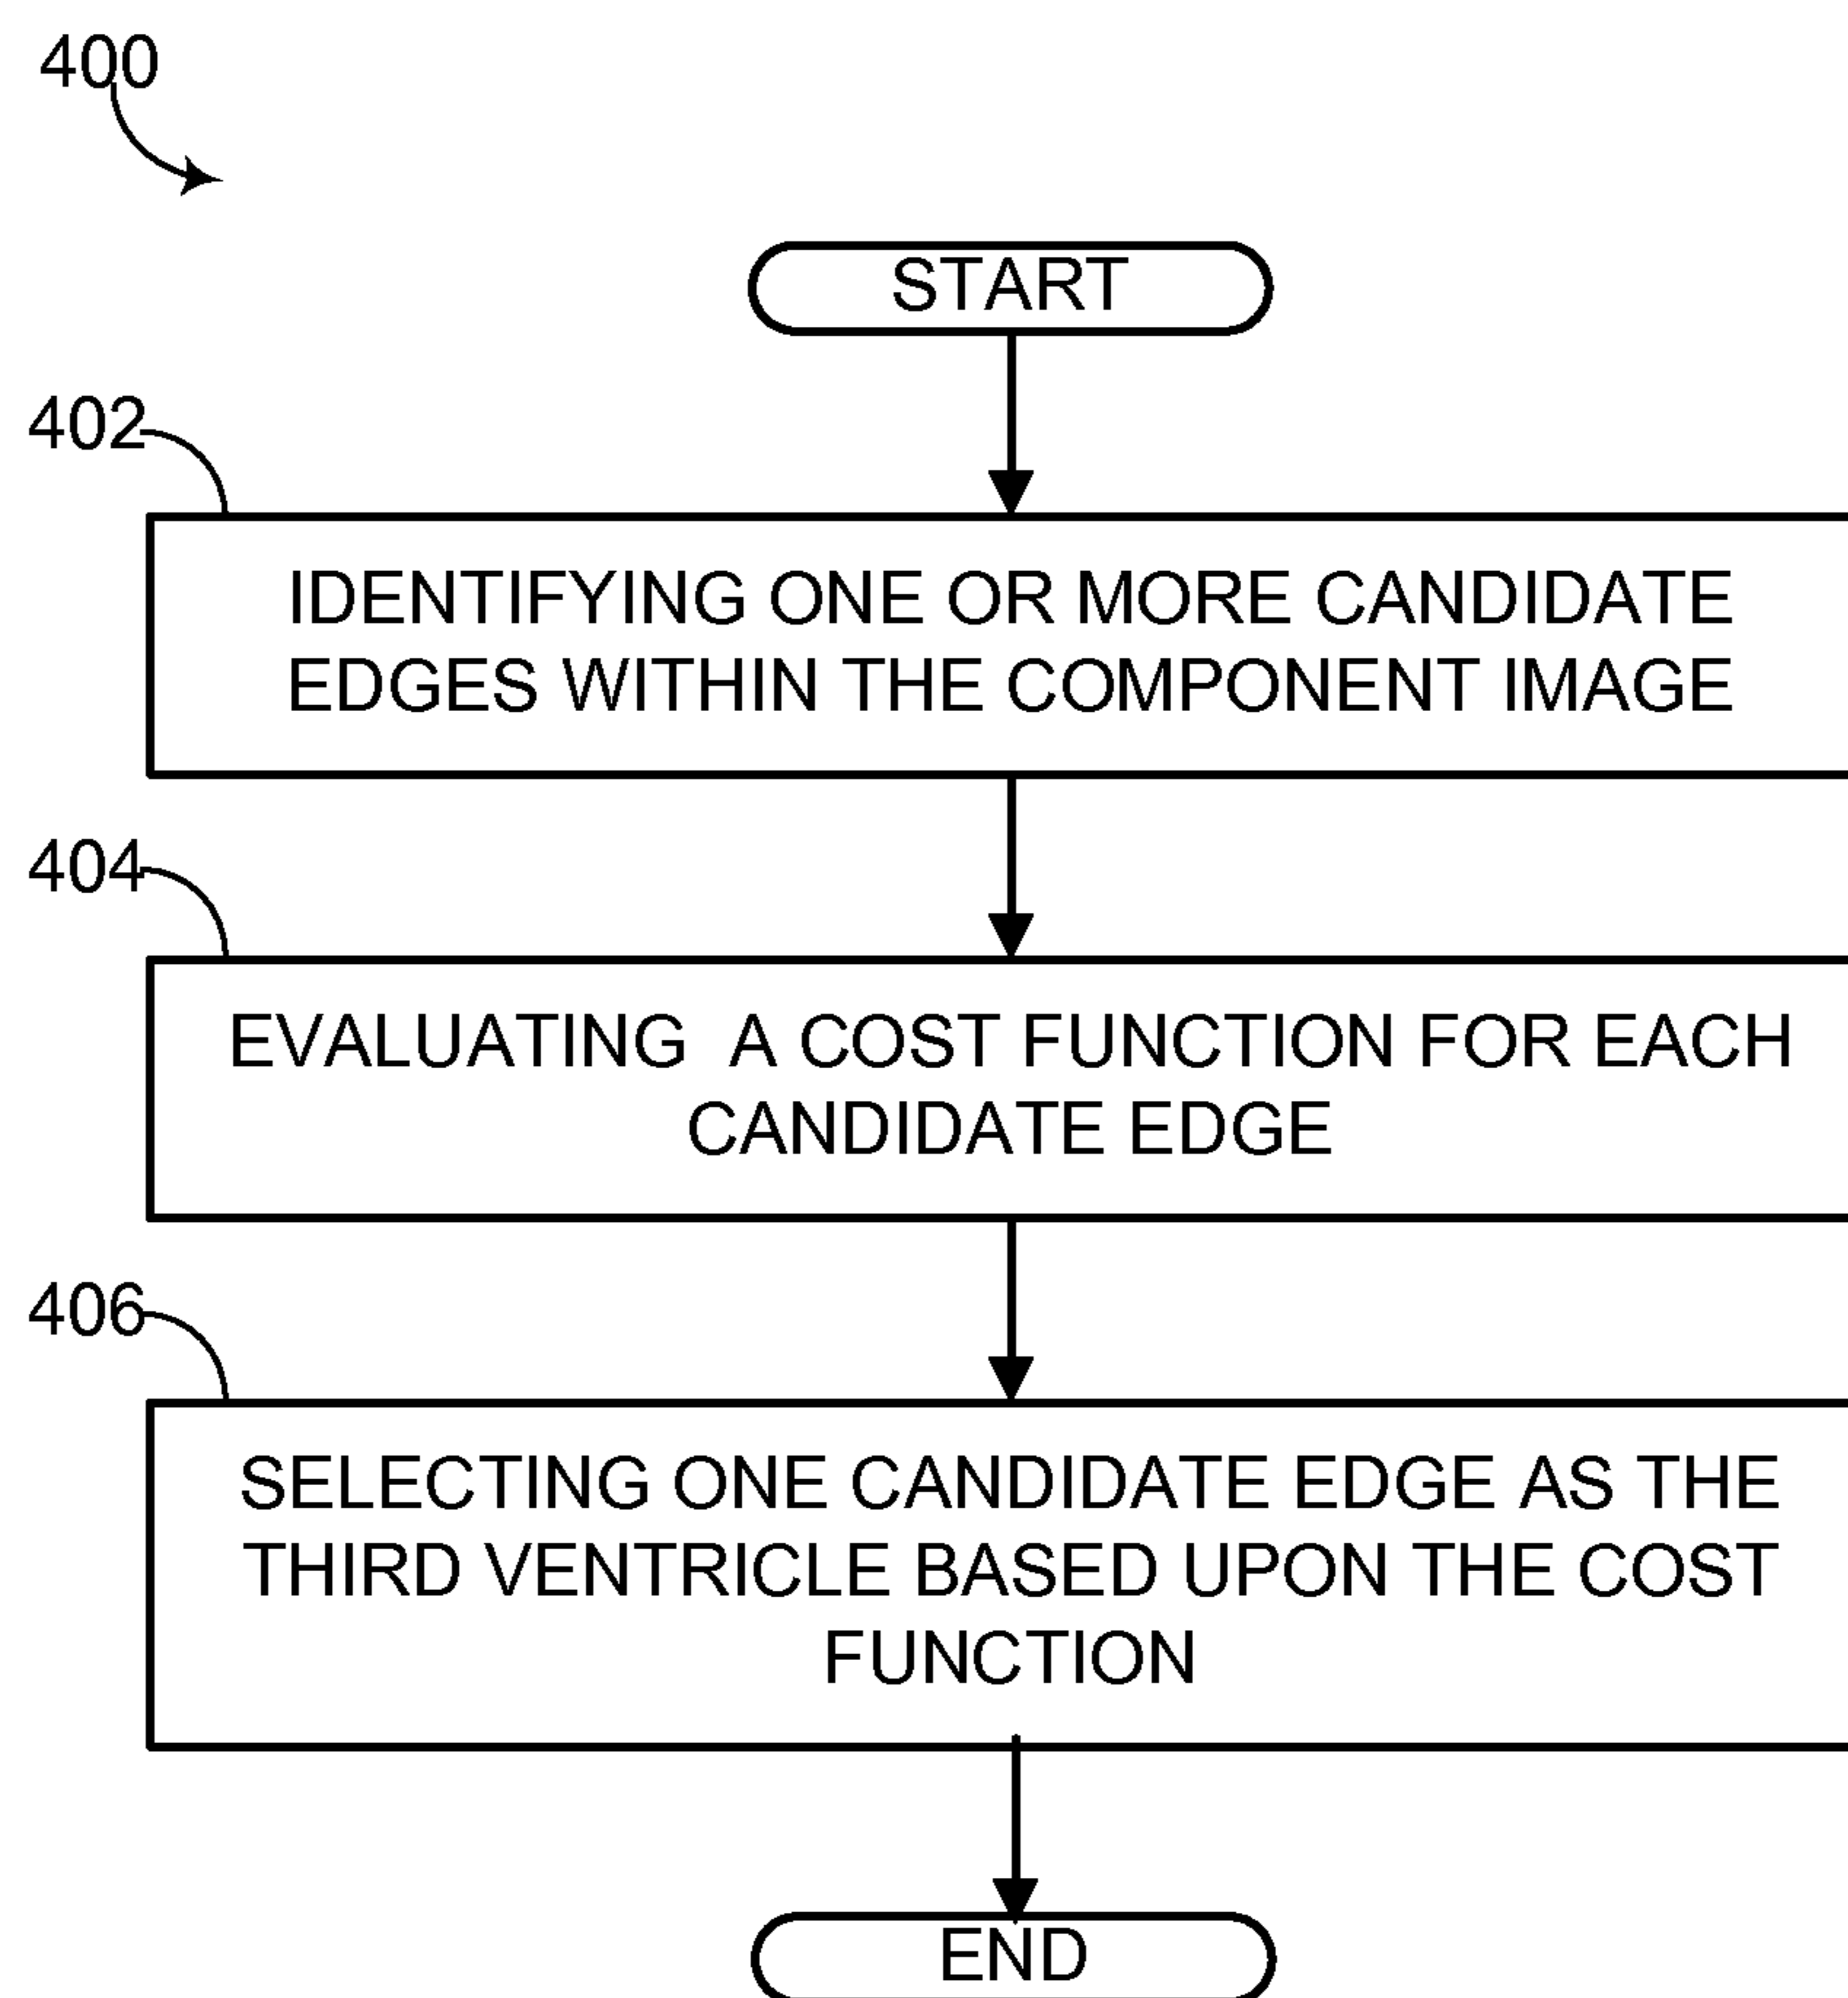 400
START
402
IDENTIFYING ONE OR MORE CANDIDATE
EDGES WITHIN THE COMPONENT IMAGE
404
EVALUATING A COST FUNCTION FOR EACH
CANDIDATE EDGE
406
SELECTING ONE CANDIDATE EDGE AS THE
THIRD VENTRICLE BASED UPON THE COST
FUNCTION
END